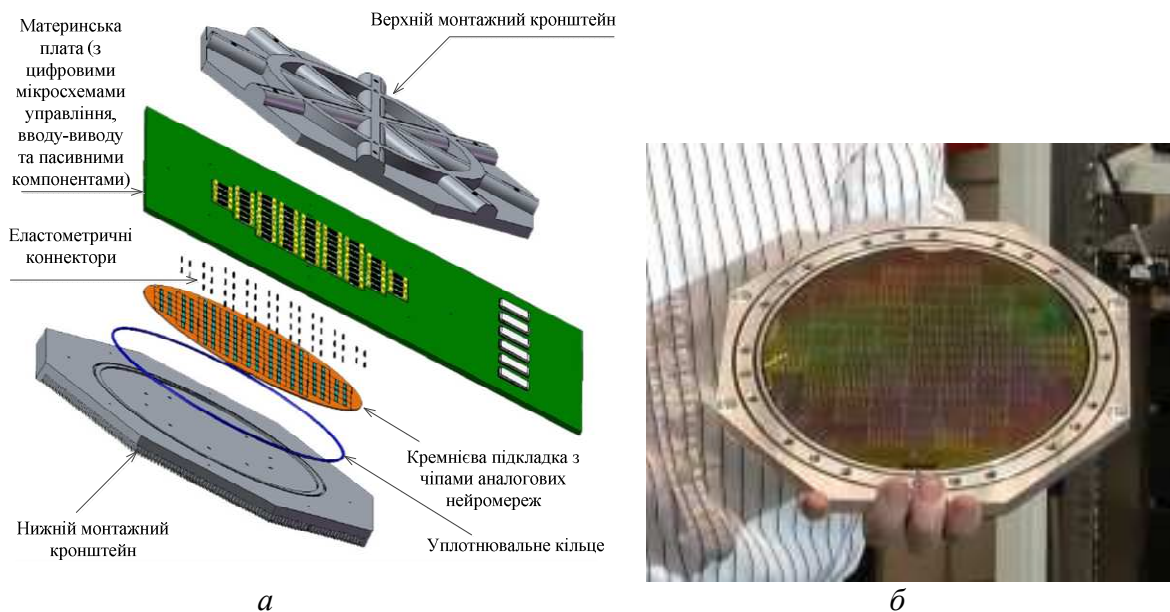 Материнська
плата (з
цифровими
мікросхемами
управління,
вводу-виводу
та пасивними
компонентами)
Верхній монтажний кронштейн
Еластометричні
коннектори
Кремнієва підкладка з
чіпами аналогових
нейромереж
Нижній монтажний
кронштейн
Уплотнювальне кільце
а
б